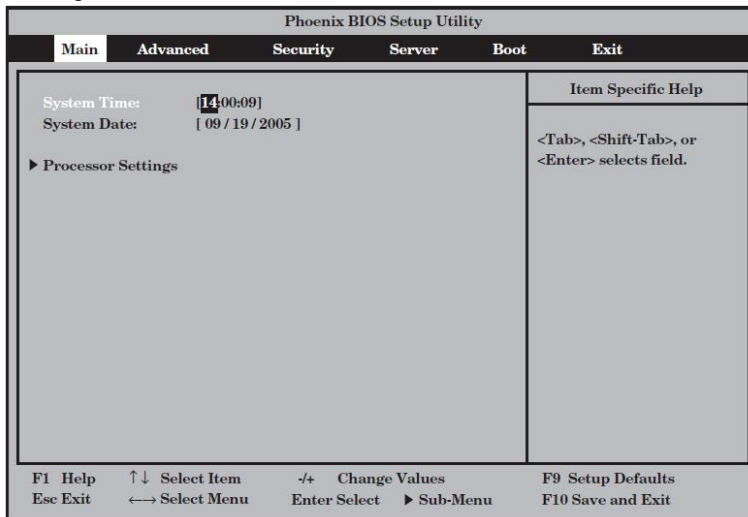 Phoenix BIOS Setup Utility
Main Advanced Security Server Boot Exit
System Time: [14:00:09]
System Date: [ 09 / 19 / 2005 ]
▶ Processor Settings
Item Specific Help
<Tab>, <Shift-Tab>, or
<Enter> selects field.
F1 Help ↑↓ Select Item -/+ Change Values F9 Setup Defaults
Esc Exit ←→ Select Menu Enter Select ▶ Sub-Menu F10 Save and Exit